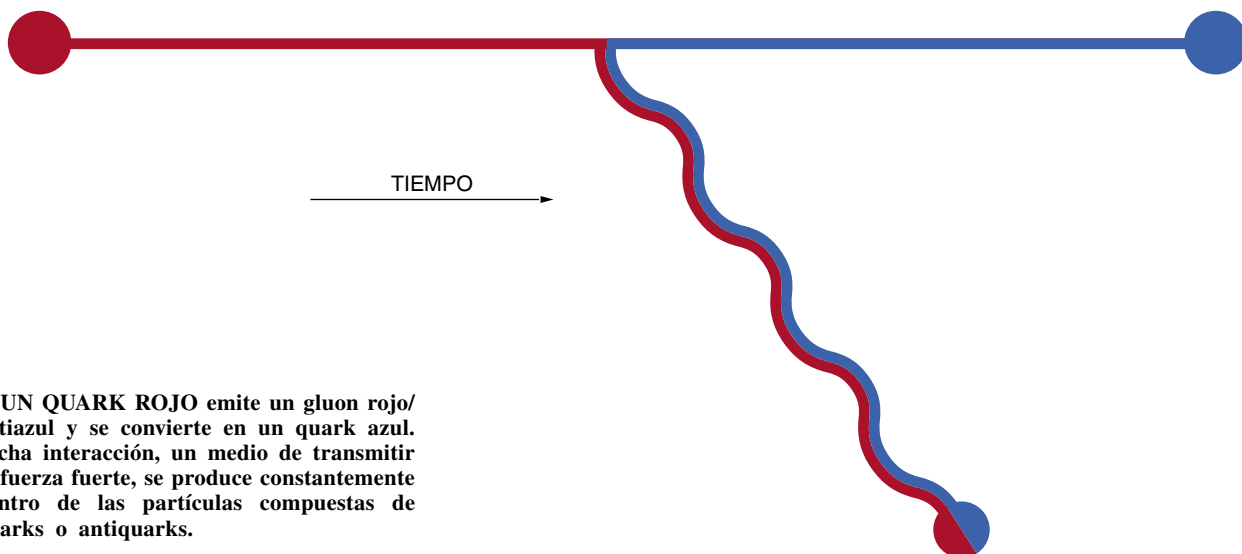 TIEMPO
UN QUARK ROJO emite un gluon rojo/
tiazul y se convierte en un quark azul.
cha interacción, un medio de transmitir
fuerza fuerte, se produce constantemente
ntro de las partículas compuestas de
arks o antiquarks.